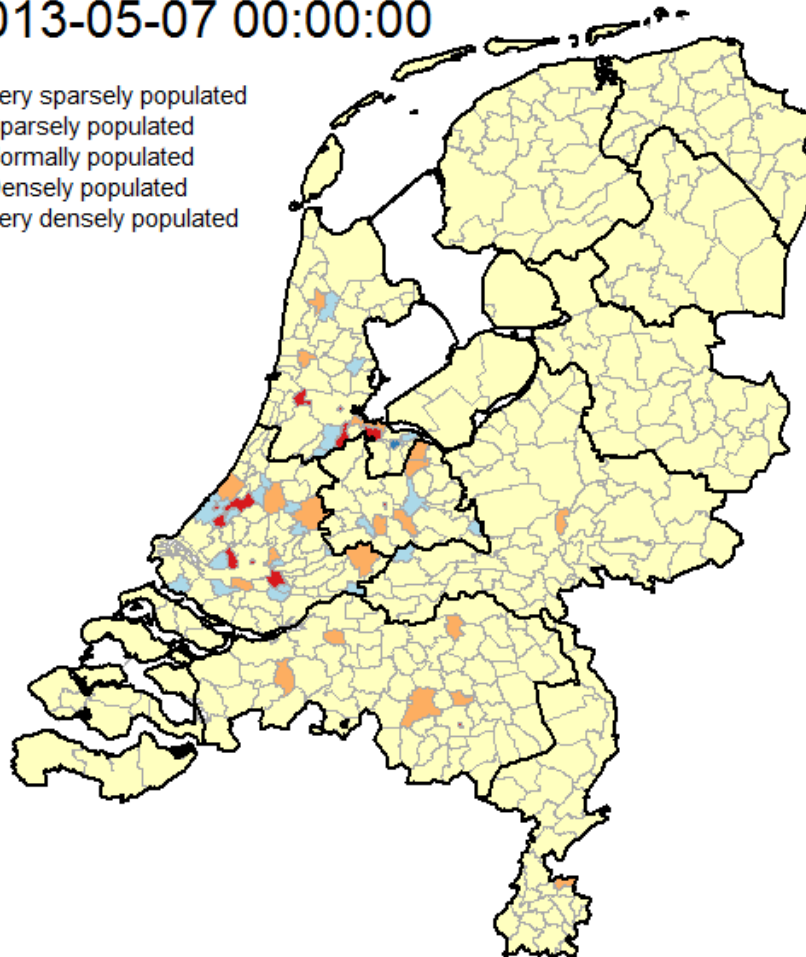 013-05-07 00:00:00
ery sparsely populated
parsely populated
ormally populated
ensely populated
ery densely populated